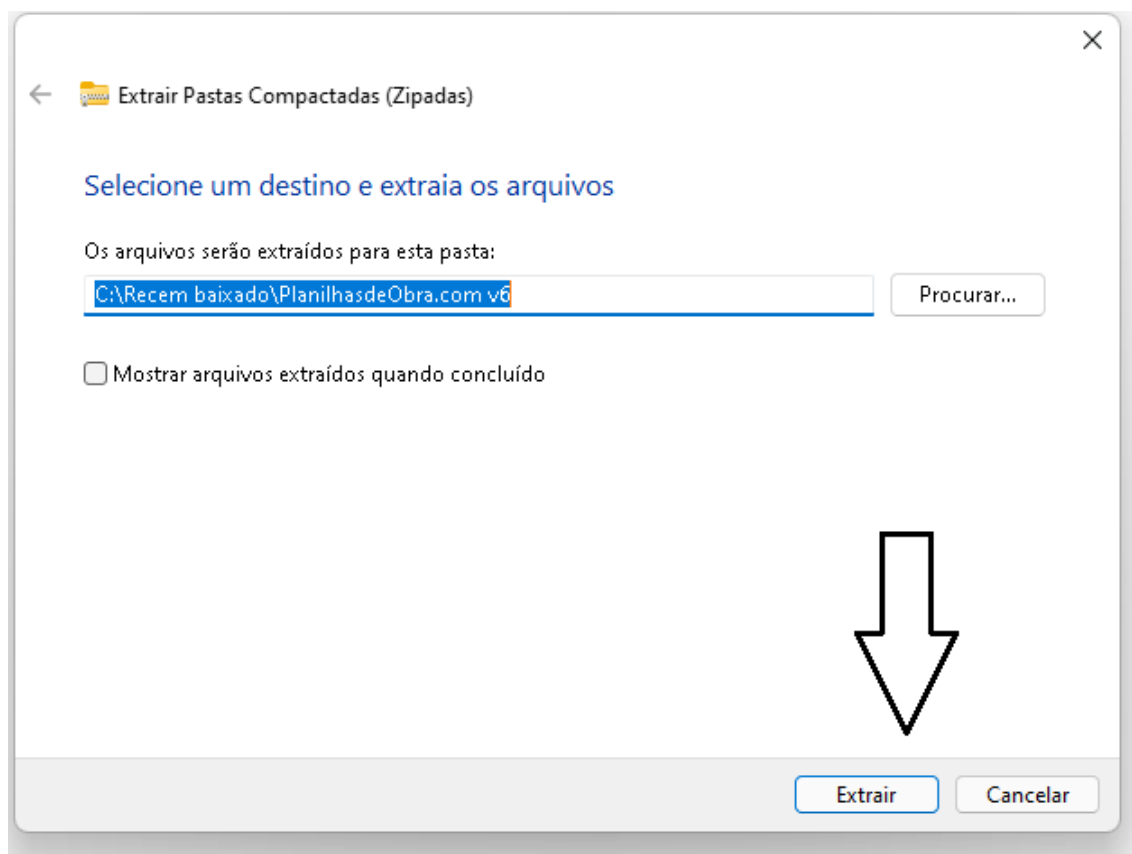 Extrair Pastas Compactadas (Zipadas)
Selecione um destino e extraia os arquivos
Os arquivos serão extraídos para esta pasta:
C:\Recem baixado\PlanilhasdeObra.com v6
Procurar...
Mostrar arquivos extraídos quando concluído
Extrair
Cancelar